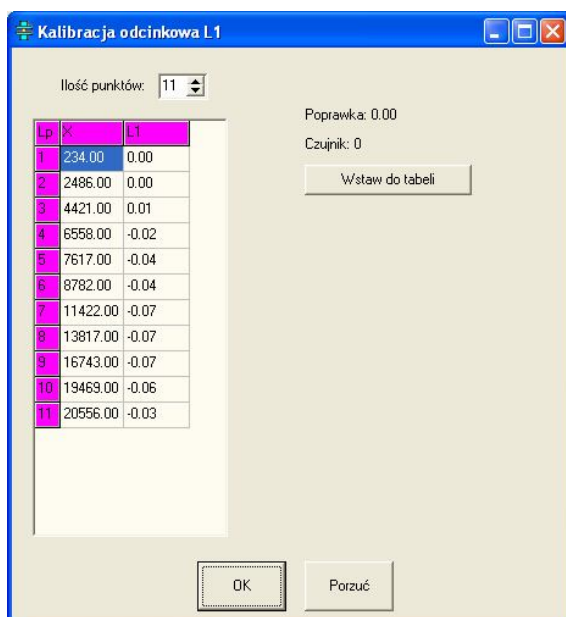 Kalibracja odcinkowa L1
Ilość punktów: 11
Poprawka: 0.00
Czujnik: 0
Wstaw do tabeli
Lp X L1
1 234.00 0.00
2 2486.00 0.00
3 4421.00 0.01
4 6558.00 -0.02
5 7617.00 -0.04
6 8782.00 -0.04
7 11422.00 -0.07
8 13817.00 -0.07
9 16743.00 -0.07
10 19469.00 -0.06
11 20556.00 -0.03
OK Porzuć